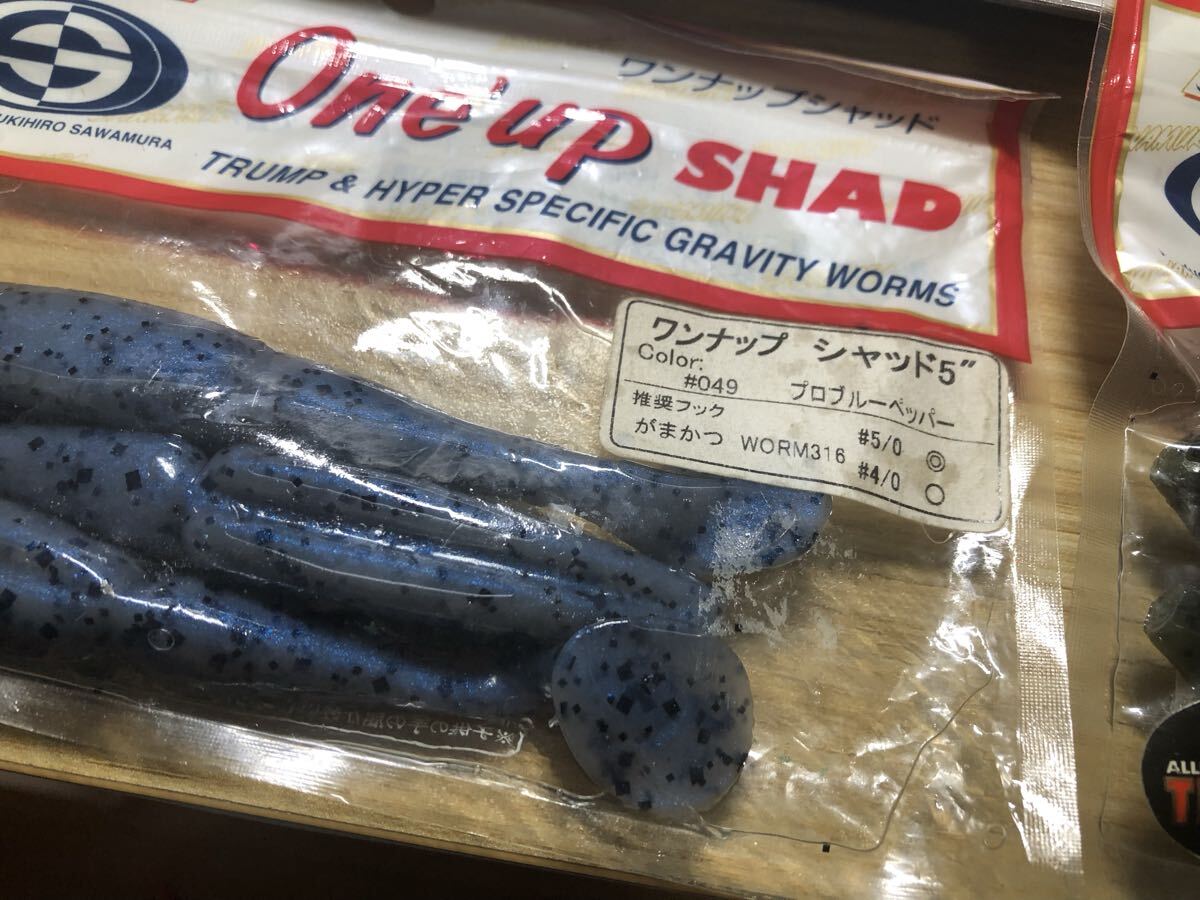 ワンナップシャッド
One'up SHAD
UKIHIRO SAWAMURA
TRUMP & HYPER SPECIFIC GRAVITY WORMS
ワンナップ シャッド5"
Color:
#049 プロブルーペッパー
推奨フック
がまかつ WORM316 #5/0 ◎
#4/0 ○
ALL